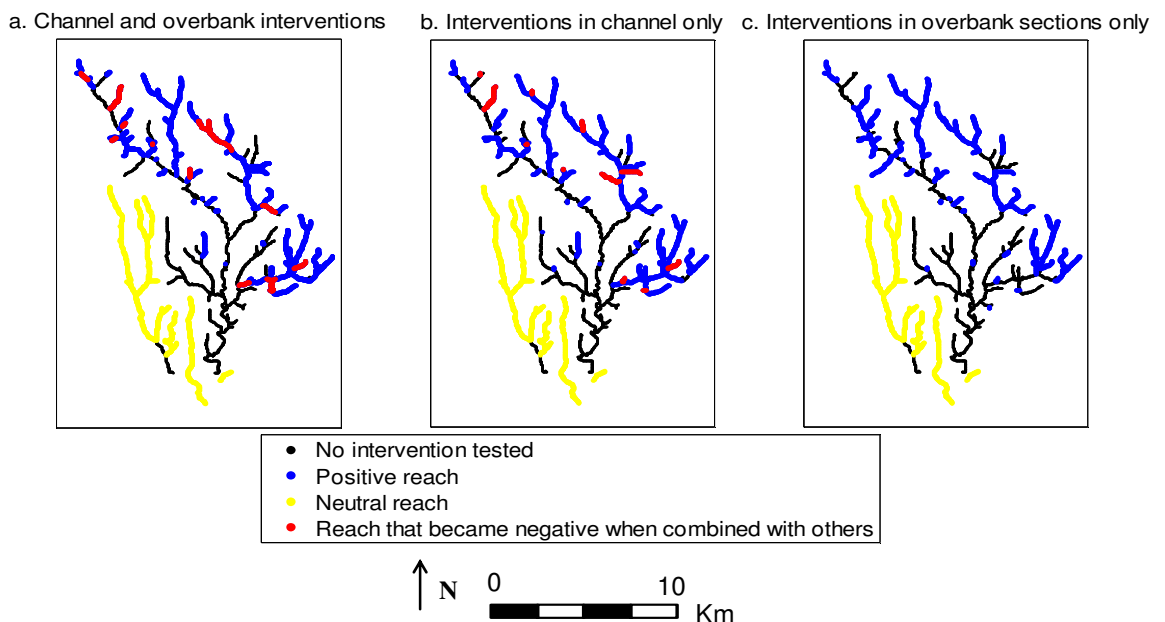 a. Channel and overbank interventions
b. Interventions in channel only
c. Interventions in overbank sections only
No intervention tested
Positive reach
Neutral reach
Reach that became negative when combined with others
N
0
10
Km